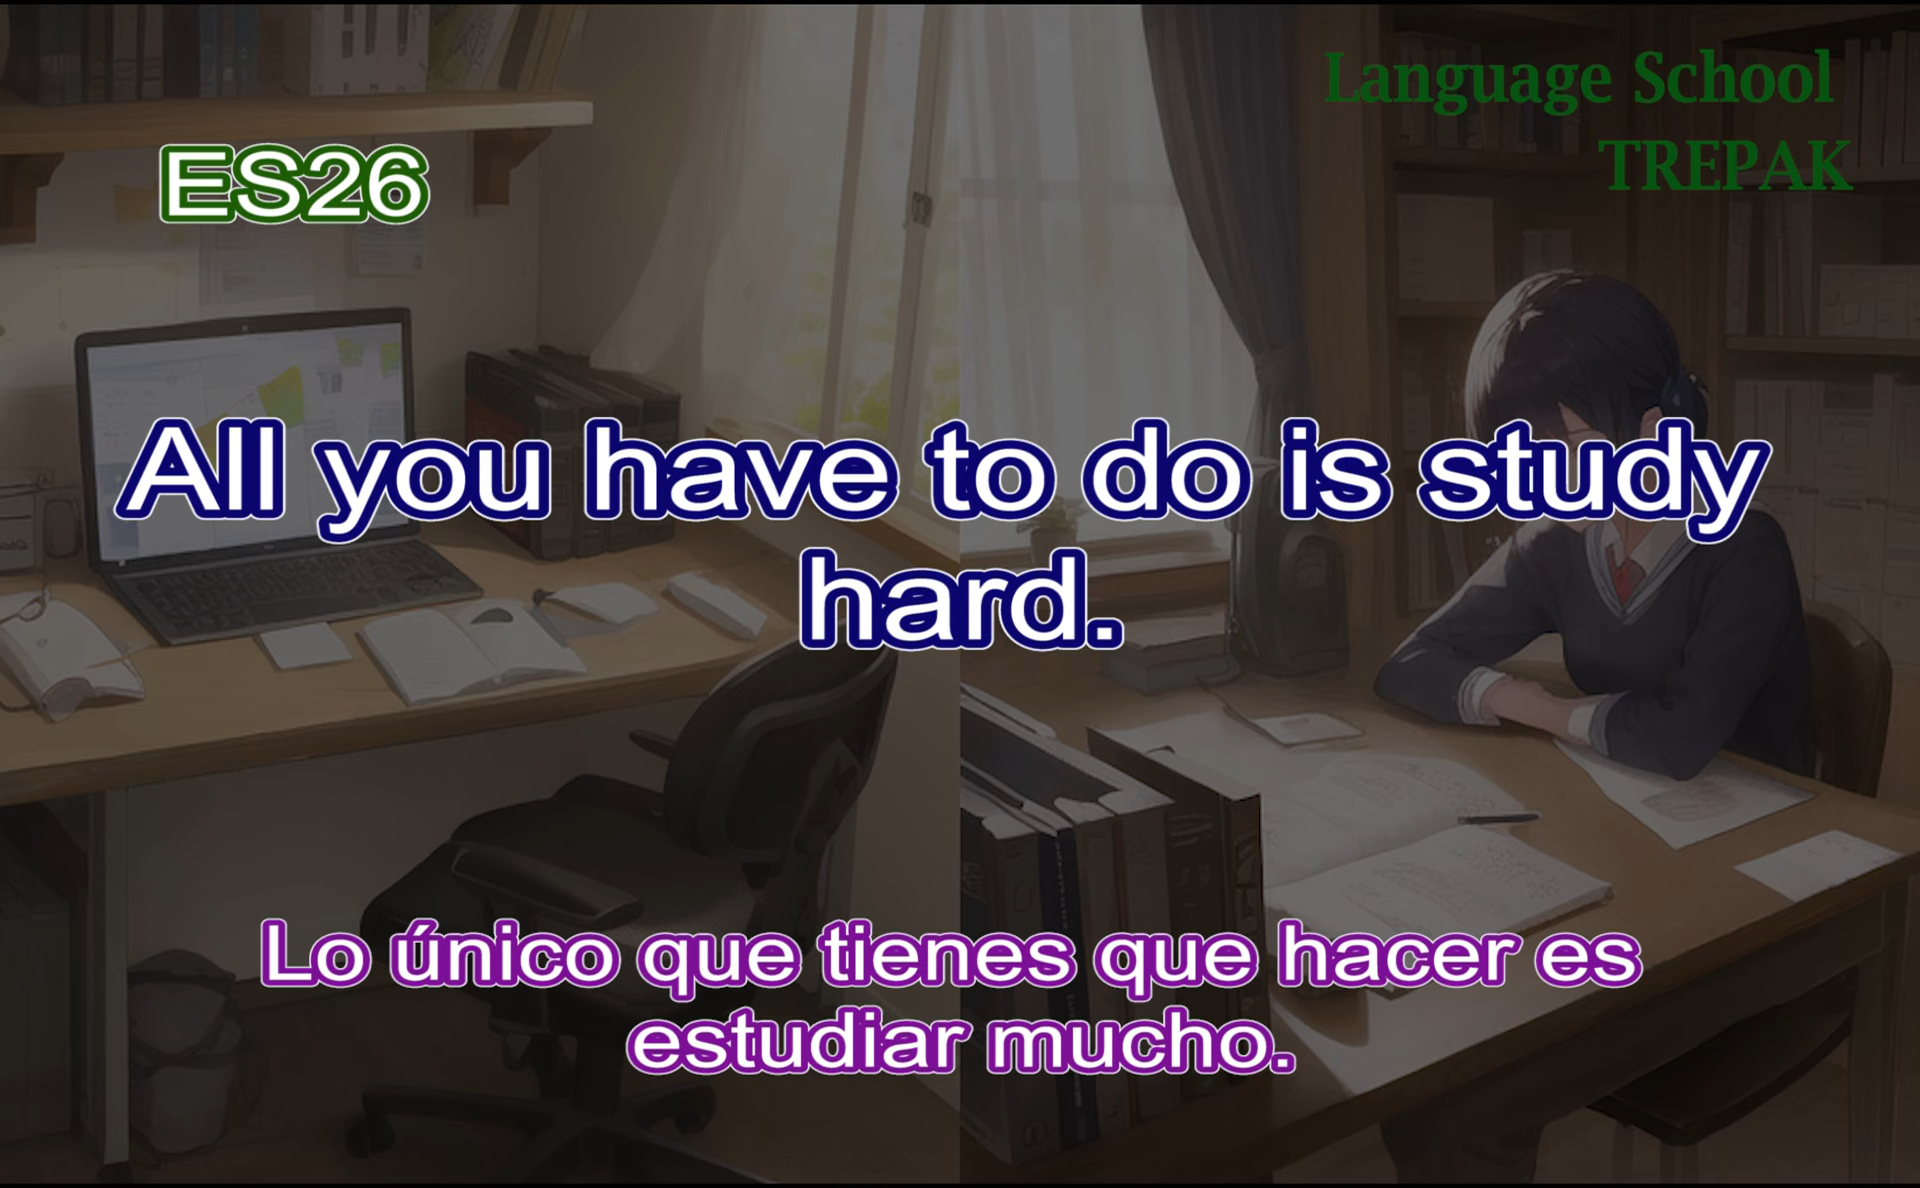 Language School
TREPAK
ES26
All you have to do is study
hard.
Lo único que tienes que hacer es
estudiar mucho.